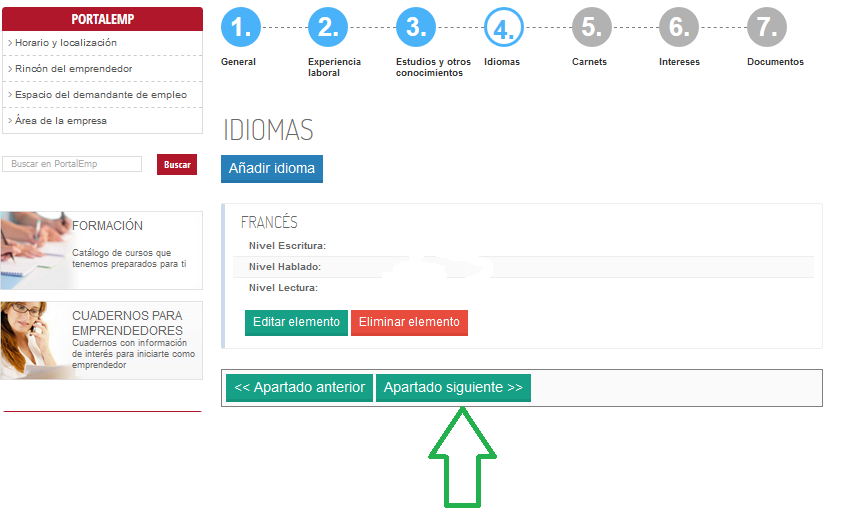 PORTALEMP
Horario y localización
Rincón del emprendedor
Espacio del demandante de empleo
Área de la empresa
Buscar en PortalEmp
Buscar
FORMACIÓN
Catálogo de cursos que
tenemos preparados para ti
CUADERNOS PARA
EMPRENDEDORES
Cuadernos con información
de interés para iniciarte como
emprendedor
1.
General
2.
Experiencia
laboral
3.
Estudios y otros
conocimientos
4.
Idiomas
5.
Carnets
6.
Intereses
7.
Documentos
IDIOMAS
Añadir idioma
FRANCÉS
Nivel Escritura:
Nivel Hablado:
Nivel Lectura:
Editar elemento
Eliminar elemento
<< Apartado anterior
Apartado siguiente >>